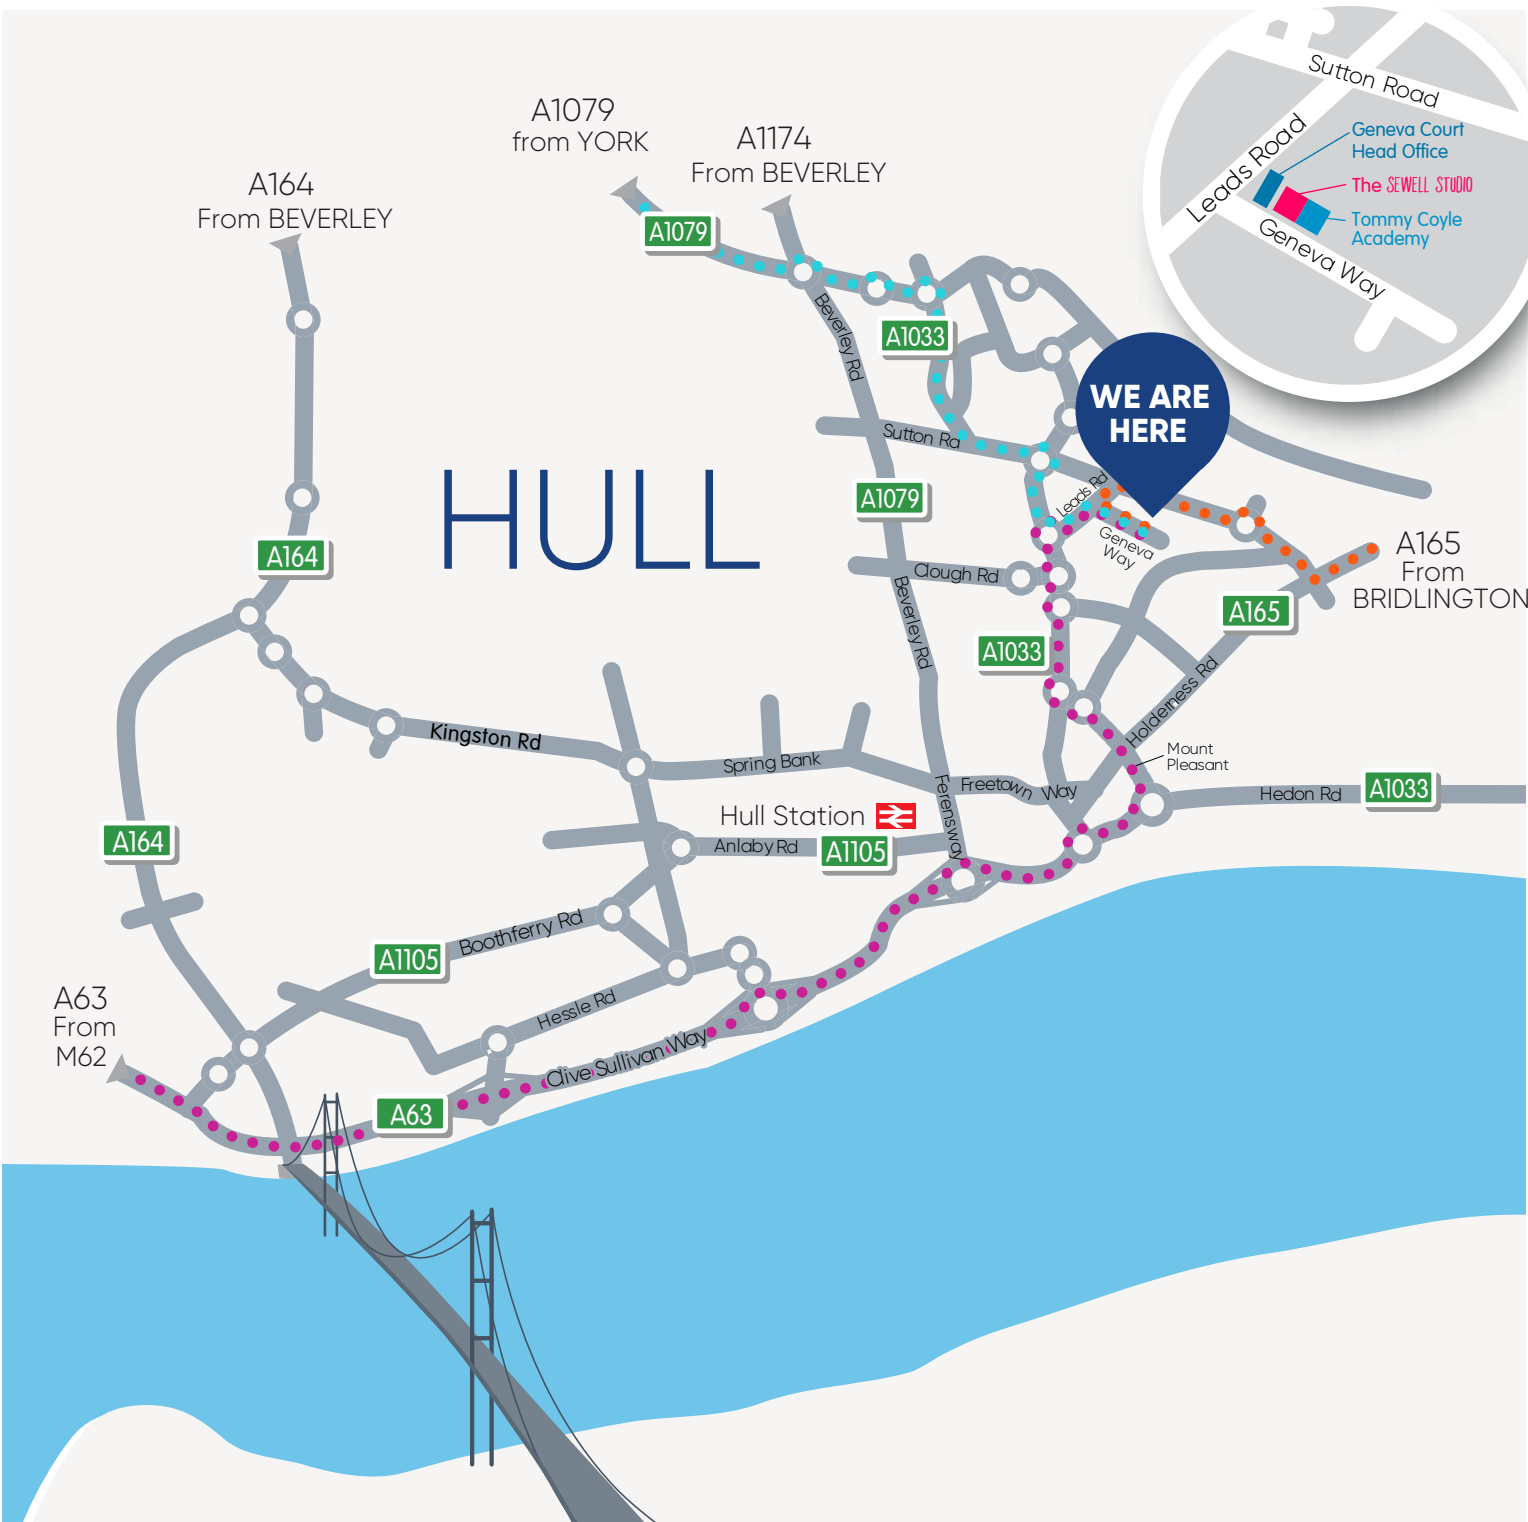 Sutton Road
Leads Road
Geneva Court
Head Office
The SEWELL STUDIO
Tommy Coyle
Academy
Geneva Way
A1079
from YORK
A1174
From BEVERLEY
A164
From BEVERLEY
A1079
Beverley Rd
A1033
WE ARE
HERE
Sutton Rd
HULL
A1079
Leads Rd
Geneva
Way
A165
From
BRIDLINGTON
A164
Clough Rd
Beverley Rd
A165
A1033
Holderness Rd
Kingston Rd
Spring Bank
Mount
Pleasant
Freetown Way
Ferensway
Hedon Rd
A1033
Hull Station
A164
Anlaby Rd
A1105
Boothferry Rd
A1105
Hessle Rd
A63
From
M62
Clive Sullivan Way
A63